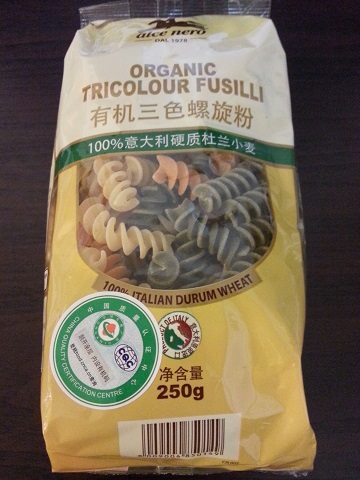 alce nero
DAL 1978
ORGANIC
TRICOLOUR FUSILLI
有机三色螺旋粉
100%意大利硬质杜兰小麦
100% ITALIAN DURUM WHEAT
中国质量认证中心
CHINA QUALITY CERTIFICATION CENTRE
CQC
PRODUCT OF ITALY
净含量
250g